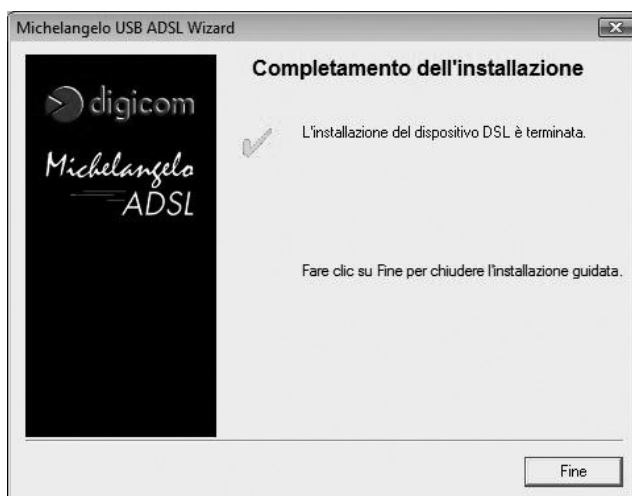 Michelangelo USB ADSL Wizard
digicom
Michelangelo
ADSL
Completamento dell'installazione
L'installazione del dispositivo DSL è terminata.
Fare clic su Fine per chiudere l'installazione guidata.
Fine